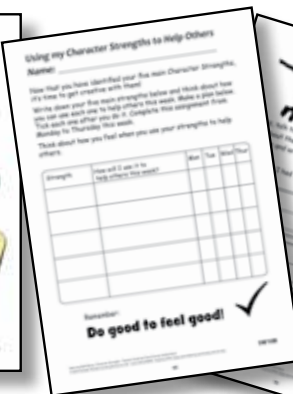 Using my Character Strengths to Help Others
Name:
Now that you have identified your five main Character Strengths,
it's time to get creative with them!
Write down your five main strengths below and think about how
you can use each one to help others this week. Make a plan below.
Tick each one after you do it. Complete this assignment from
Monday to Thursday this week.
Think about how you feel when you use your strengths to help
others.
Strength How will I use it to Mon Tue Wed Thur
help others this week?
Remember:
Do good to feel good!